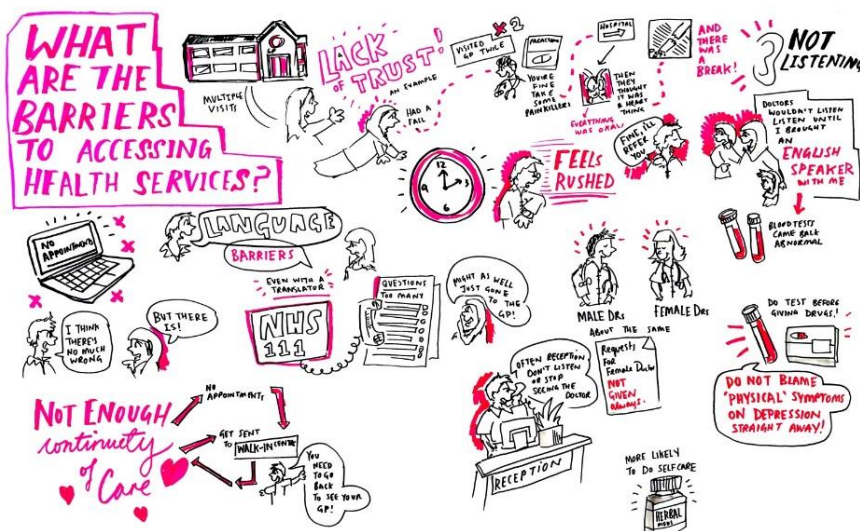 WHAT
ARE THE
BARRIERS
TO ACCESSING
HEALTH SERVICES?
MULTIPLE
VISITS
LACK
OF TRUST!
AN EXAMPLE
HAD A
FALL
VISITED
GP TWICE
x2
PARACETAMOL
YOU'RE
FINE
TAKE
SOME
PAINKILLERS
HOSPITAL
THEN
THEY
THOUGHT
IT WAS
A HEART
THING
EVERYTHING
WAS ORAL
AND
THERE
WAS
A
BREAK!
NOT
LISTENING
12
3
6
9
FEELS
RUSHED
FINE, I'LL
REFER
YOU
DOCTORS
WOULDN'T LISTEN
LISTEN UNTIL
I BROUGHT
AN
ENGLISH
SPEAKER
WITH ME
BLOOD TESTS
CAME BACK
ABNORMAL
NO
APPOINTMENTS
LANGUAGE
BARRIERS
EVEN WITH A
TRANSLATOR
NHS
111
QUESTIONS
TOO MANY
MIGHT AS WELL
JUST GONE
TO THE
GP!
I THINK
THERE'S
NO MUCH
WRONG
BUT THERE
IS!
MALE DRS
FEMALE DRS
ABOUT THE SAME
DO TEST BEFORE
GIVING DRUGS!
DO NOT BLAME
'PHYSICAL' SYMPTOMS
ON DEPRESSION
STRAIGHT AWAY!
OFTEN RECEPTION
DON'T LISTEN
OR STOP
SEEING THE
DOCTOR
RECEPTION
Requests
FOR
Female Doctor
NOT
GIVEN
always.
NOT ENOUGH
continuety
of
Care
NO
APPOINTMENTS
GET SENT
TO
WALK-IN CENTRE
YOU
NEED
TO GO
BACK
TO SEE YOUR
GP!
MORE LIKELY
TO DO SELFCARE
HERBAL